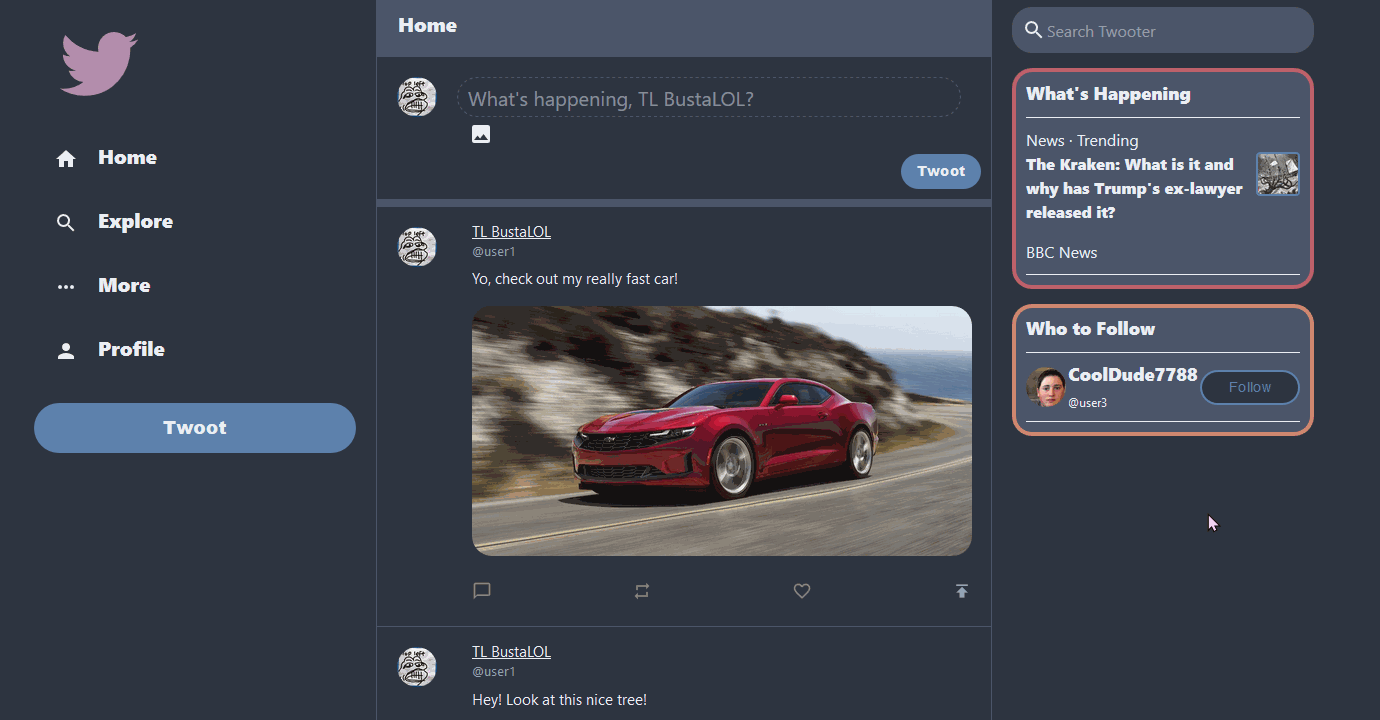 Home
Explore
More
Profile
Twoot
Home
What's happening, TL BustaLOL?
Twoot
TL BustaLOL
@user1
Yo, check out my really fast car!
TL BustaLOL
@user1
Hey! Look at this nice tree!
Search Twooter
What's Happening
News · Trending
The Kraken: What is it and
why has Trump's ex-lawyer
released it?
BBC News
Who to Follow
CoolDude7788
@user3
Follow